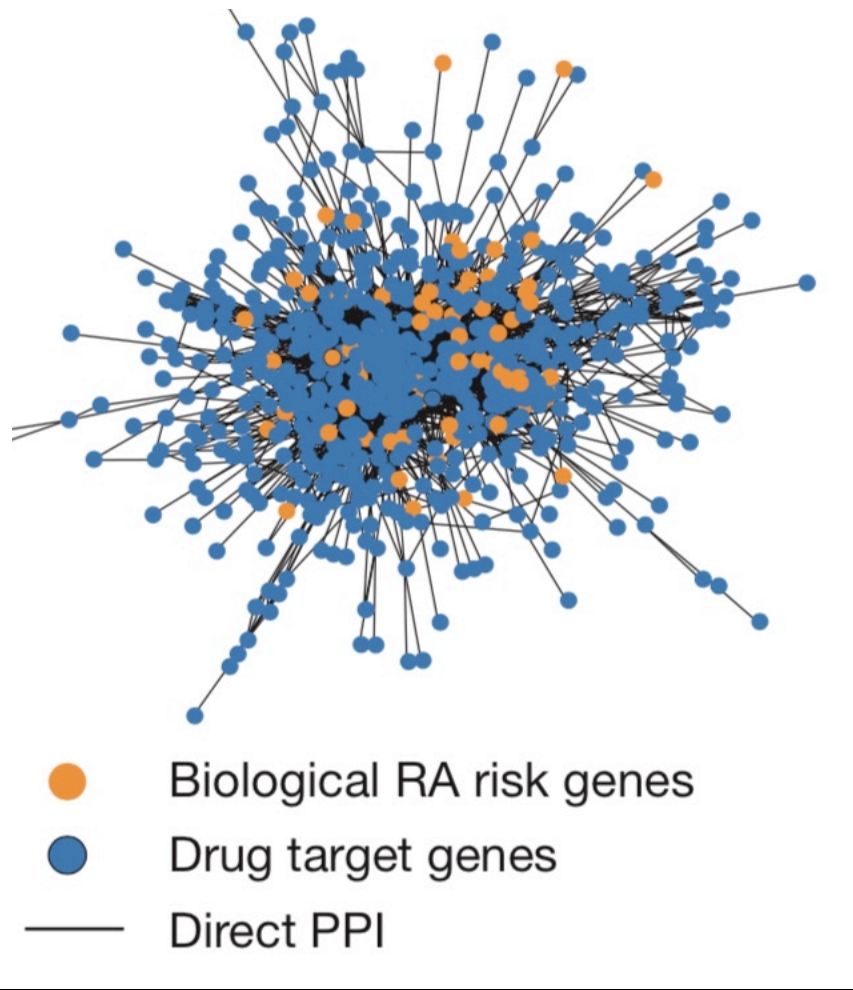 Biological RA risk genes
Drug target genes
Direct PPI